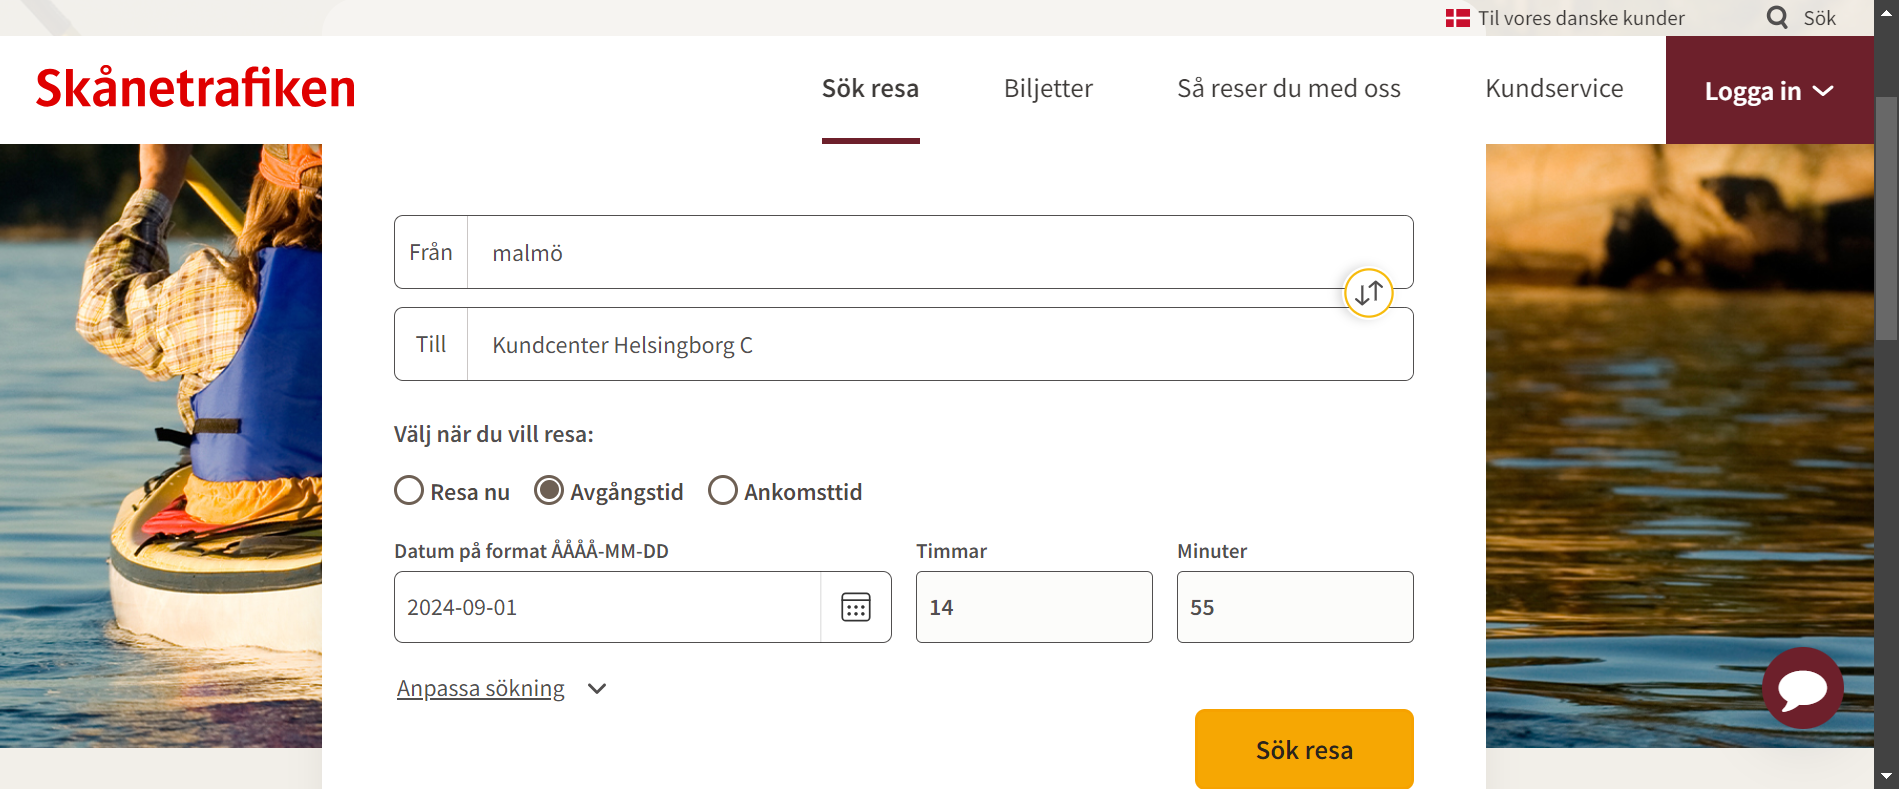 Til vores danske kunder
Sök
Skånetrafiken
Sök resa
Biljetter
Så reser du med oss
Kundservice
Logga in
Från
malmö
Till
Kundcenter Helsingborg C
Välj när du vill resa:
Resa nu
Avgångstid
Ankomsttid
Datum på format ÅÅÅÅ-MM-DD
Timmar
Minuter
2024-09-01
14
55
Anpassa sökning
Sök resa